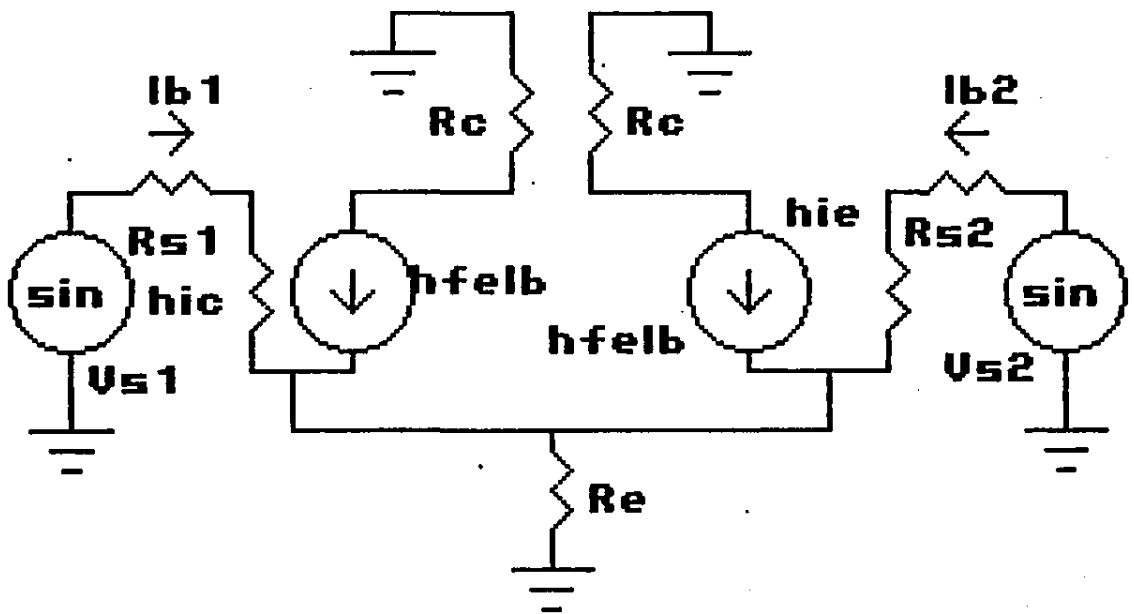 Ib1
Ib2
Rc
Rc
hie
Rs1
Rs2
sin
hic
hfeIb
sin
hfeIb
Vs1
Vs2
Re